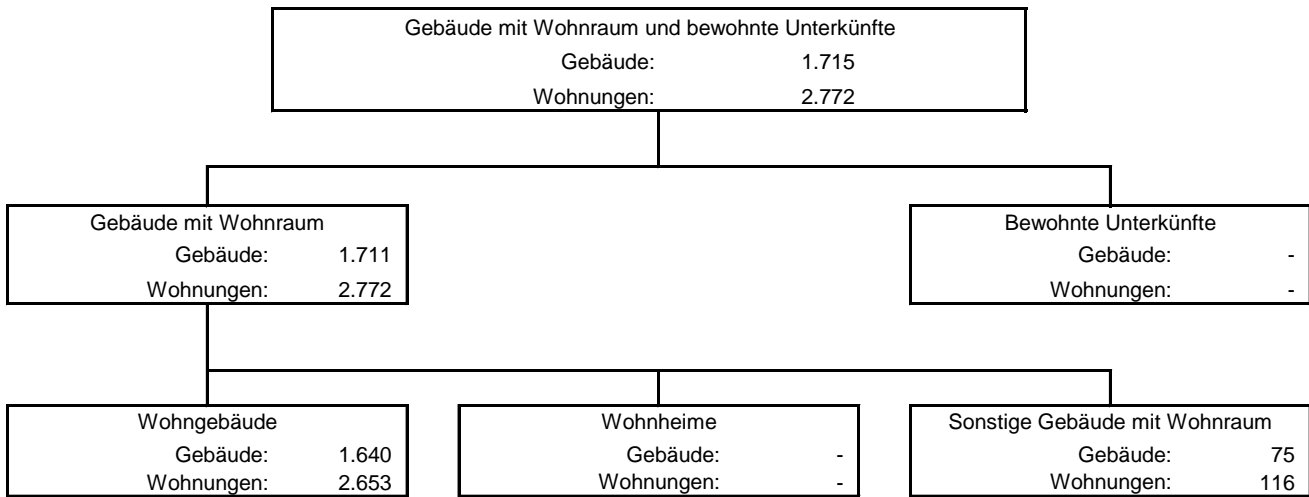 Gebäude mit Wohnraum und bewohnte Unterkünfte
Gebäude: 1.715
Wohnungen: 2.772
Gebäude mit Wohnraum
Gebäude: 1.711
Wohnungen: 2.772
Bewohnte Unterkünfte
Gebäude: -
Wohnungen: -
Wohngebäude
Gebäude: 1.640
Wohnungen: 2.653
Wohnheime
Gebäude: -
Wohnungen: -
Sonstige Gebäude mit Wohnraum
Gebäude: 75
Wohnungen: 116